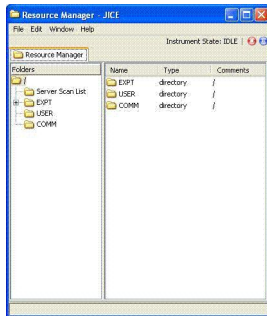 Resource Manager - JICE
File Edit Window Help
Instrument State: IDLE
Resource Manager
Folders
/
Server Scan List
EXPT
USER
COMM
Name Type Comments
EXPT directory /
USER directory /
COMM directory /